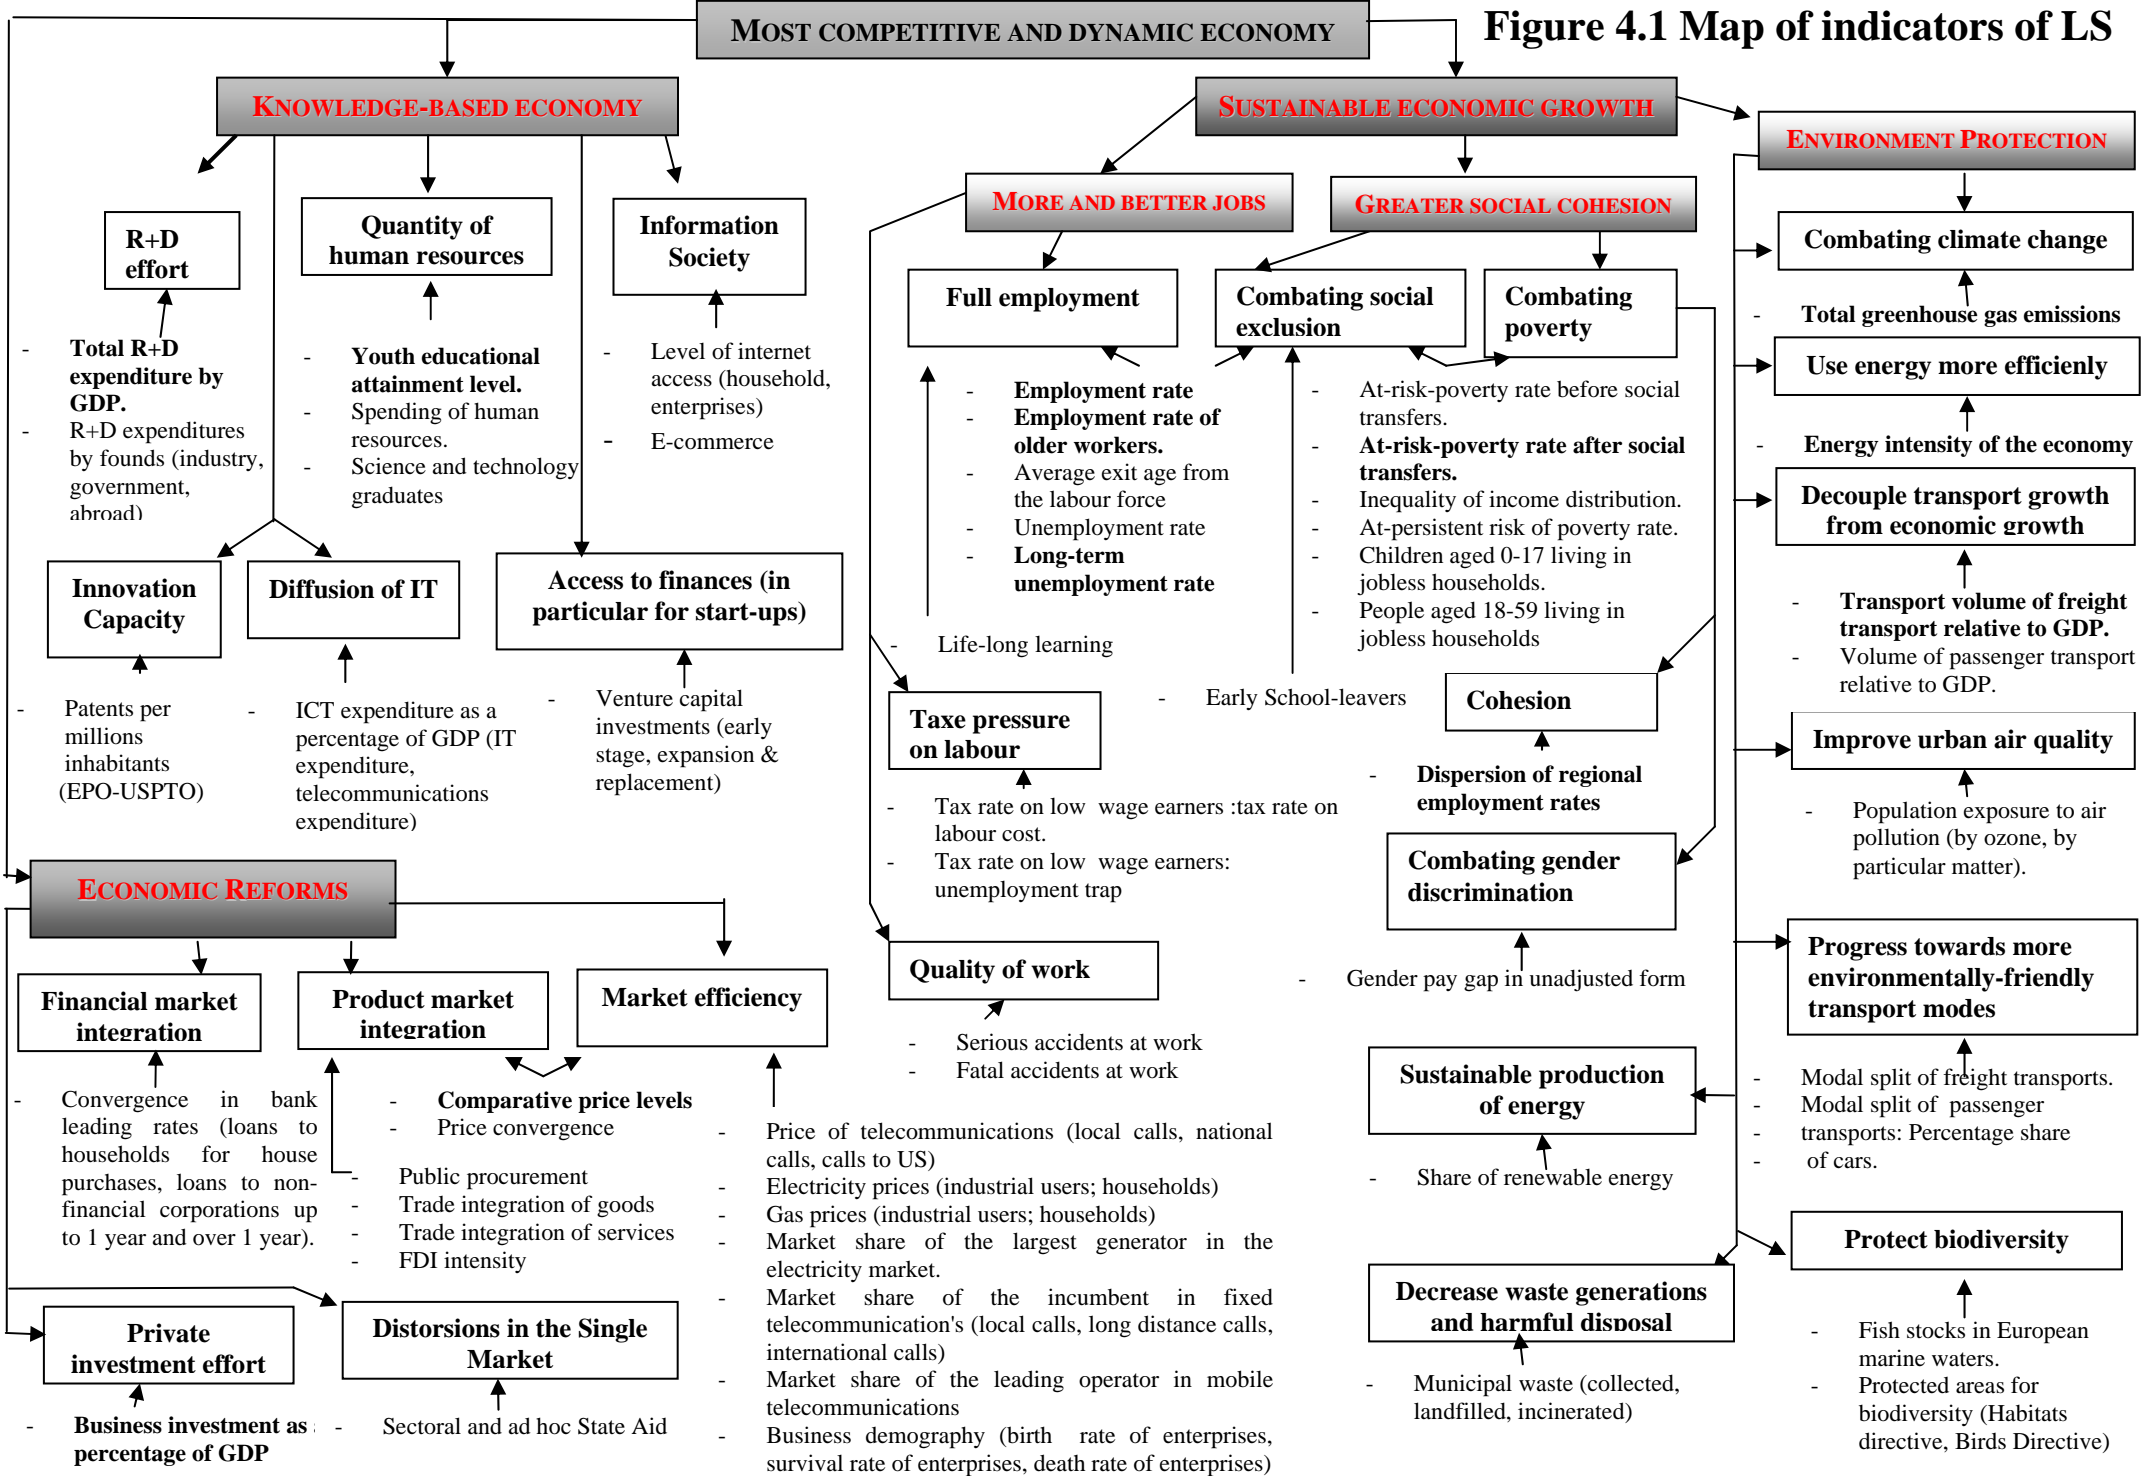 MOST COMPETITIVE AND DYNAMIC ECONOMY
Figure 4.1 Map of indicators of LS
KNOWLEDGE-BASED ECONOMY
SUSTAINABLE ECONOMIC GROWTH
ENVIRONMENT PROTECTION
MORE AND BETTER JOBS
GREATER SOCIAL COHESION
R+D
effort
Quantity of
human resources
Information
Society
- Total R+D
expenditure by
GDP.
- R+D expenditures
by founds (industry,
government,
abroad)
- Youth educational
attainment level.
- Spending of human
resources.
- Science and technology
graduates
- Level of internet
access (household,
enterprises)
- E-commerce
Innovation
Capacity
Diffusion of IT
Access to finances (in
particular for start-ups)
- Patents per
millions
inhabitants
(EPO-USPTO)
- ICT expenditure as a
percentage of GDP (IT
expenditure,
telecommunications
expenditure)
- Venture capital
investments (early
stage, expansion &
replacement)
Full employment
Combating social
exclusion
Combating
poverty
- Employment rate
- Employment rate of
older workers.
- Average exit age from
the labour force
- Unemployment rate
- Long-term
unemployment rate
- At-risk-poverty rate before social
transfers.
- At-risk-poverty rate after social
transfers.
- Inequality of income distribution.
- At-persistent risk of poverty rate.
- Children aged 0-17 living in
jobless households.
- People aged 18-59 living in
jobless households
- Life-long learning
- Early School-leavers
Taxe pressure
on labour
Cohesion
- Tax rate on low wage earners :tax rate on
labour cost.
- Tax rate on low wage earners:
unemployment trap
- Dispersion of regional
employment rates
Combating gender
discrimination
Quality of work
- Gender pay gap in unadjusted form
- Serious accidents at work
- Fatal accidents at work
Combating climate change
- Total greenhouse gas emissions
Use energy more efficienly
- Energy intensity of the economy
Decouple transport growth
from economic growth
- Transport volume of freight
transport relative to GDP.
- Volume of passenger transport
relative to GDP.
Improve urban air quality
- Population exposure to air
pollution (by ozone, by
particular matter).
Progress towards more
environmentally-friendly
transport modes
- Modal split of freight transports.
- Modal split of passenger
- transports: Percentage share
- of cars.
Sustainable production
of energy
- Share of renewable energy
Protect biodiversity
- Fish stocks in European
marine waters.
- Protected areas for
biodiversity (Habitats
directive, Birds Directive)
Decrease waste generations
and harmful disposal
- Municipal waste (collected,
landfilled, incinerated)
ECONOMIC REFORMS
Financial market
integration
Product market
integration
Market efficiency
- Convergence in bank
leading rates (loans to
households for house
purchases, loans to non-
financial corporations up
to 1 year and over 1 year).
- Comparative price levels
- Price convergence
- Public procurement
- Trade integration of goods
- Trade integration of services
- FDI intensity
- Price of telecommunications (local calls, national
calls, calls to US)
- Electricity prices (industrial users; households)
- Gas prices (industrial users; households)
- Market share of the largest generator in the
electricity market.
- Market share of the incumbent in fixed
telecommunication's (local calls, long distance calls,
international calls)
- Market share of the leading operator in mobile
telecommunications
- Business demography (birth rate of enterprises,
survival rate of enterprises, death rate of enterprises)
Private
investment effort
Distorsions in the Single
Market
- Business investment as
percentage of GDP
- Sectoral and ad hoc State Aid